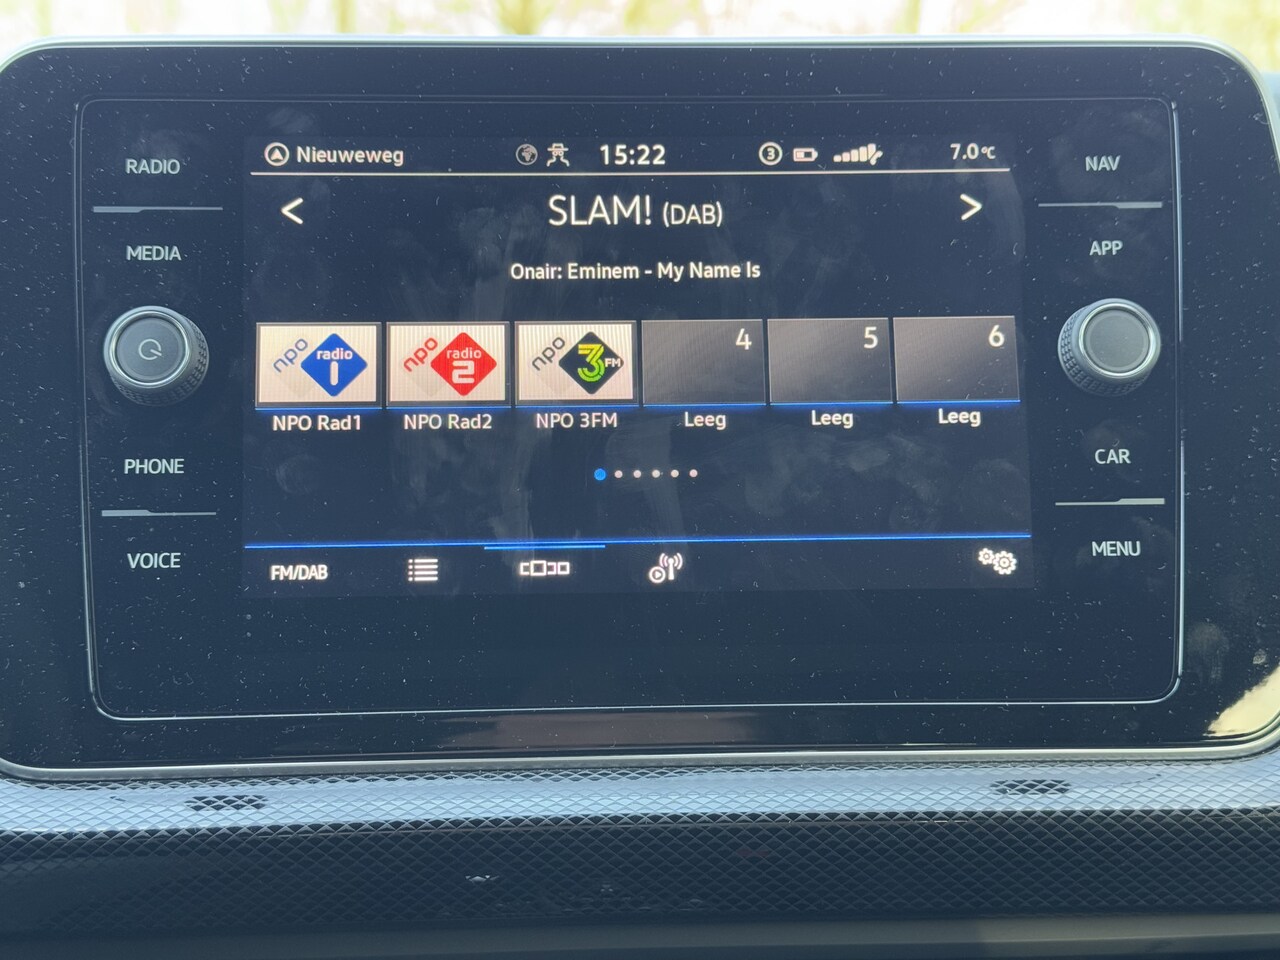 RADIO
MEDIA
PHONE
VOICE
Nieuweweg
15:22
3
7.0°C
< SLAM! (DAB) >
Onair: Eminem - My Name Is
npo radio 1
npo radio 2
npo 3FM
4
5
6
NPO Rad1
NPO Rad2
NPO 3FM
Leeg
Leeg
Leeg
FM/DAB
NAV
APP
CAR
MENU